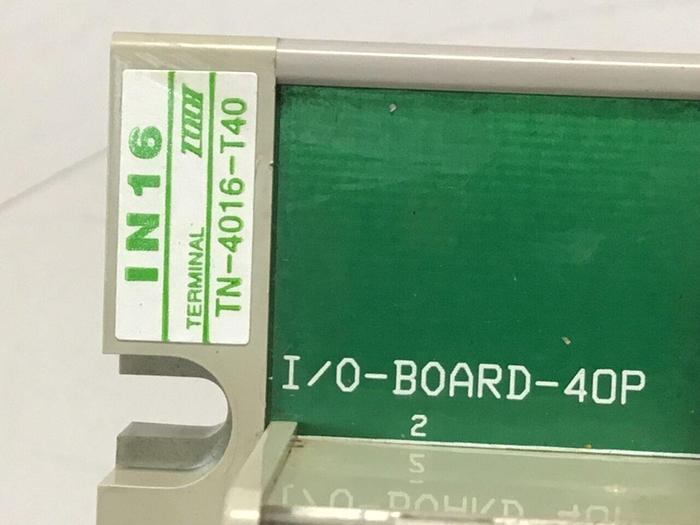 IN16
TERMINAL
TN-4016-T40
I/O-BOARD-40P
2